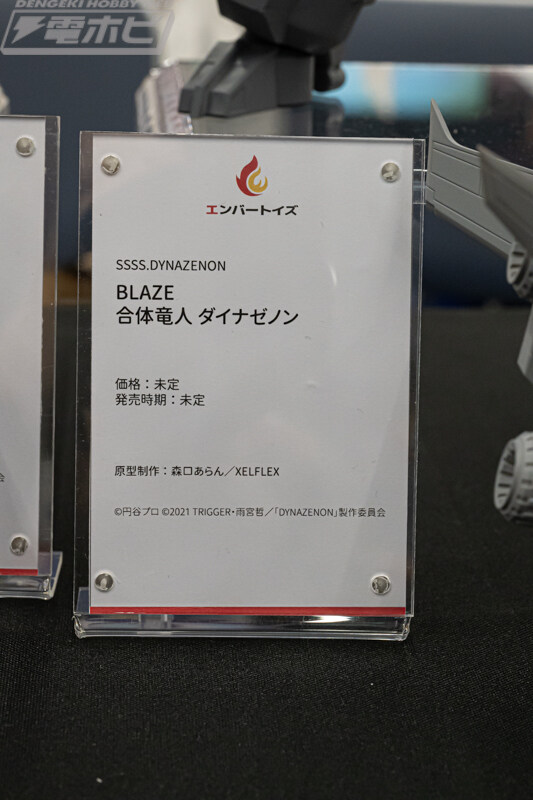 DENGEKI HOBBY
電ホビ
エンバートイズ
SSSS.DYNAZENON
BLAZE
合体竜人 ダイナゼノン
価格：未定
発売時期：未定
原型制作：森口あらん／XELFLEX
©円谷プロ ©2021 TRIGGER・雨宮哲／「DYNAZENON」製作委員会
会